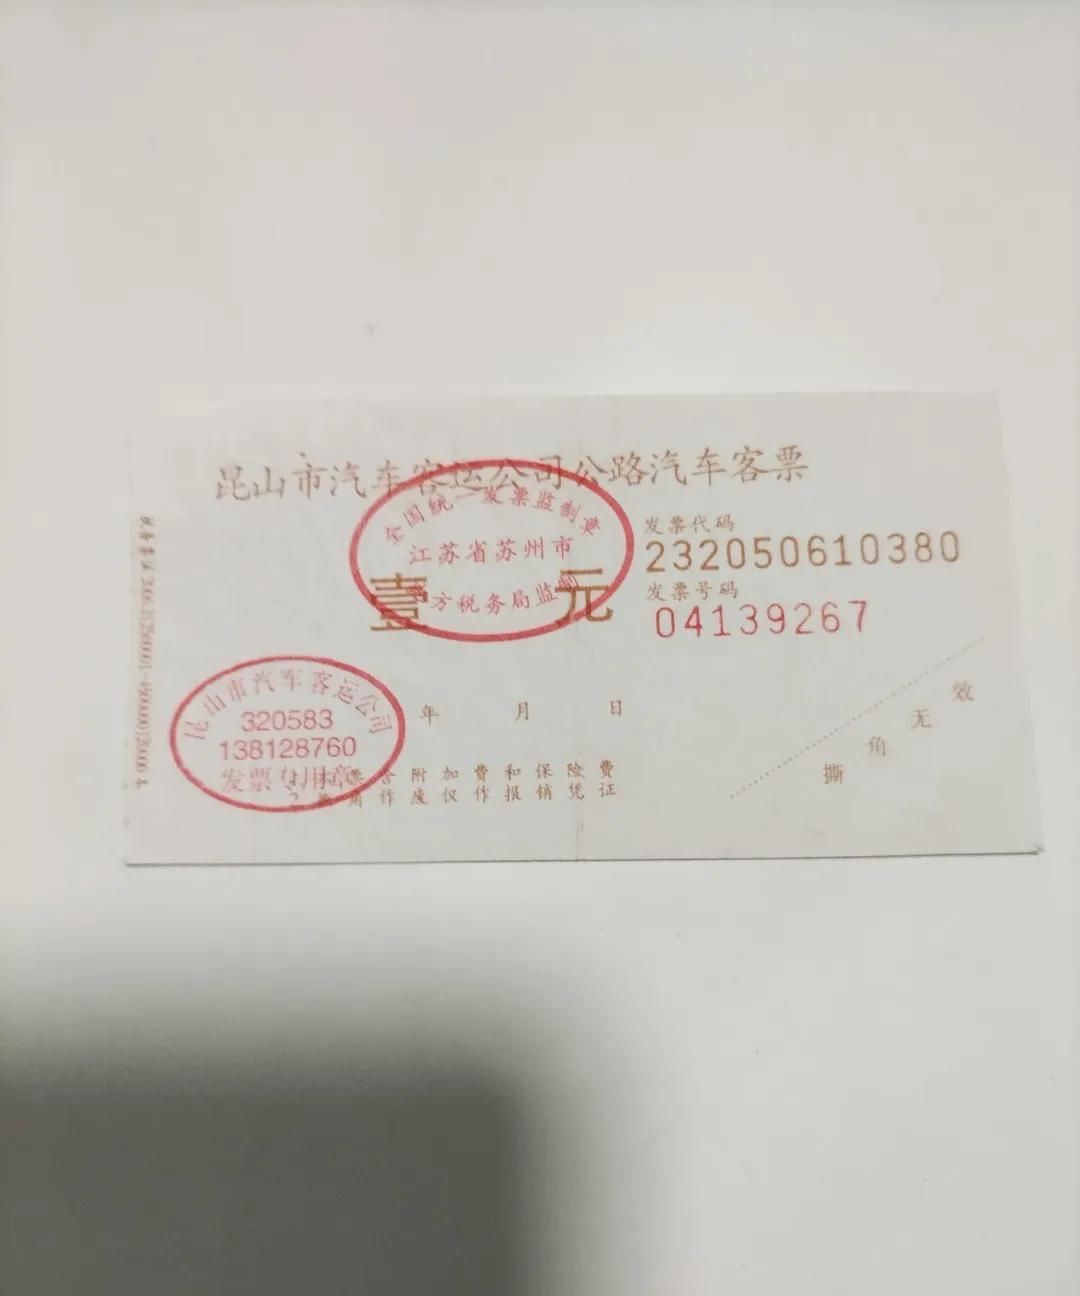 昆山市汽车客运公司公路汽车客票
全国统一发票监制章
江苏省苏州市
方税务局监制
壹 元
发票代码
232050610380
发票号码
04139267
昆山市汽车客运公司
320583
138128760
发票专用章
年 月 日
票含附加费和保险费
角作废仅作报销凭证
撕角无效